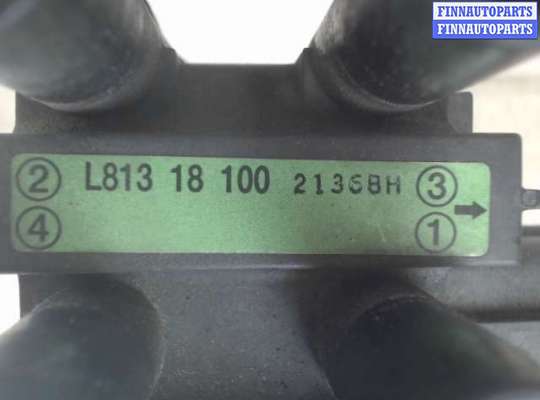 FINNAUTOPARTS
FINNAUTOPARTS
② L813 18 100 21368H ③
④ ① →